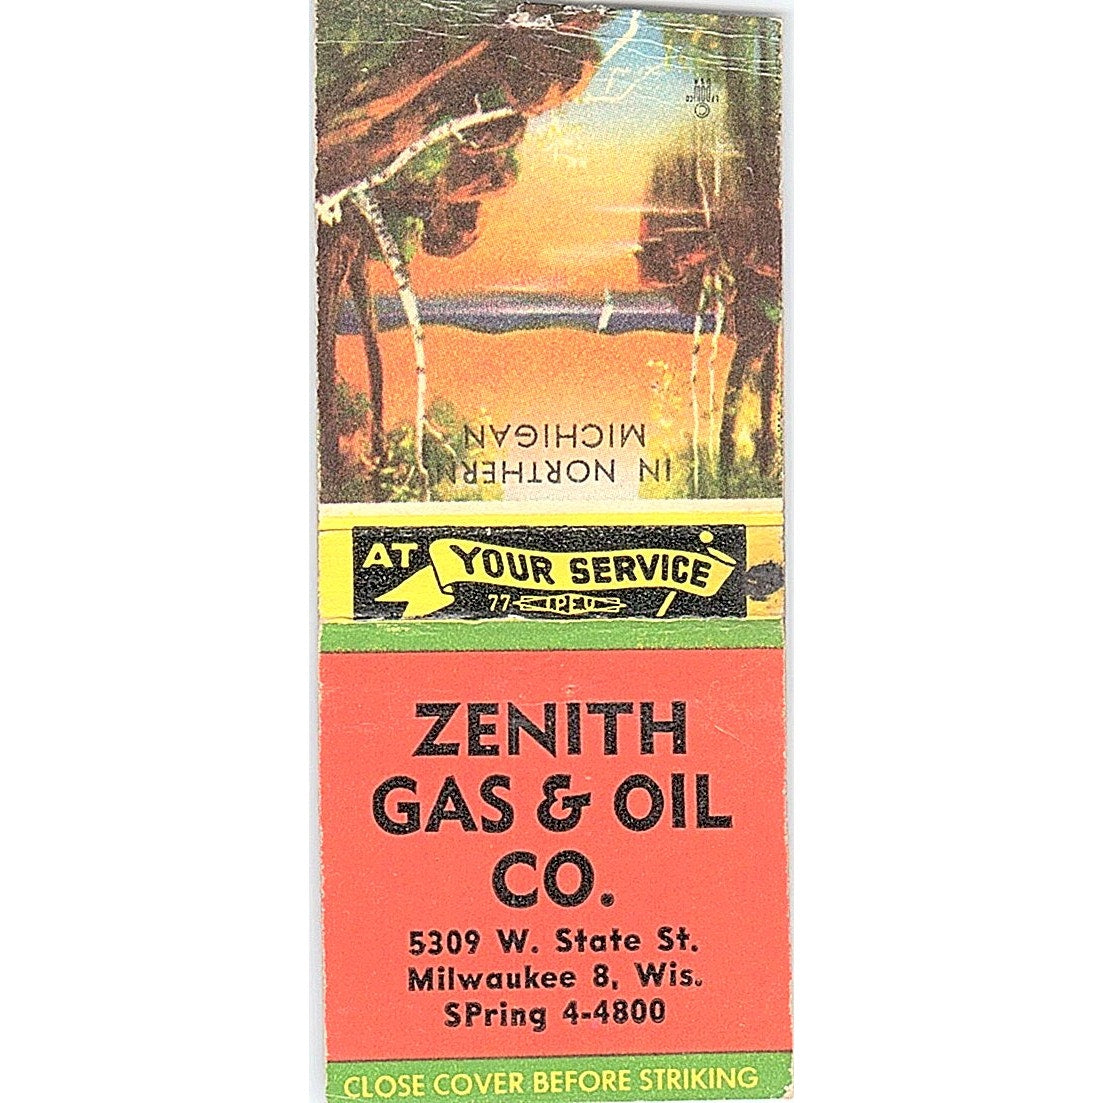 IN NORTHERN
MICHIGAN
AT YOUR SERVICE
77
ZENITH
GAS & OIL
CO.
5309 W. State St.
Milwaukee 8, Wis.
SPring 4-4800
CLOSE COVER BEFORE STRIKING